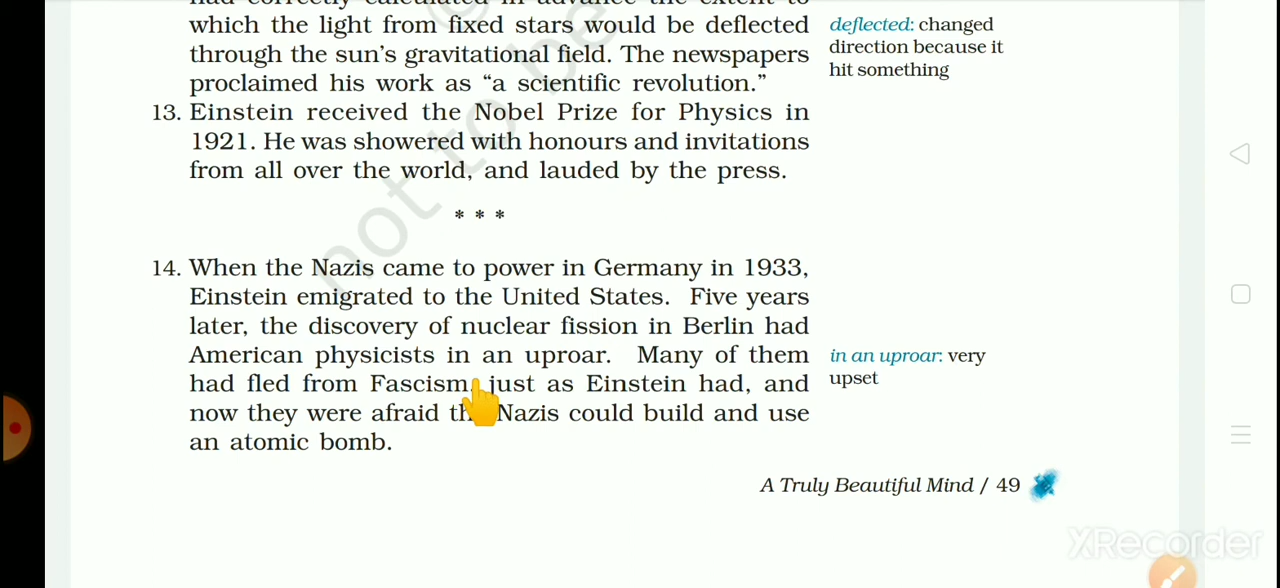 which the light from fixed stars would be deflected
through the sun's gravitational field. The newspapers
proclaimed his work as “a scientific revolution.”
deflected: changed
direction because it
hit something
13. Einstein received the Nobel Prize for Physics in
1921. He was showered with honours and invitations
from all over the world, and lauded by the press.
* * *
14. When the Nazis came to power in Germany in 1933,
Einstein emigrated to the United States. Five years
later, the discovery of nuclear fission in Berlin had
American physicists in an uproar. Many of them
had fled from Fascism, just as Einstein had, and
now they were afraid the Nazis could build and use
an atomic bomb.
in an uproar: very
upset
A Truly Beautiful Mind / 49
not to be
XRecorder